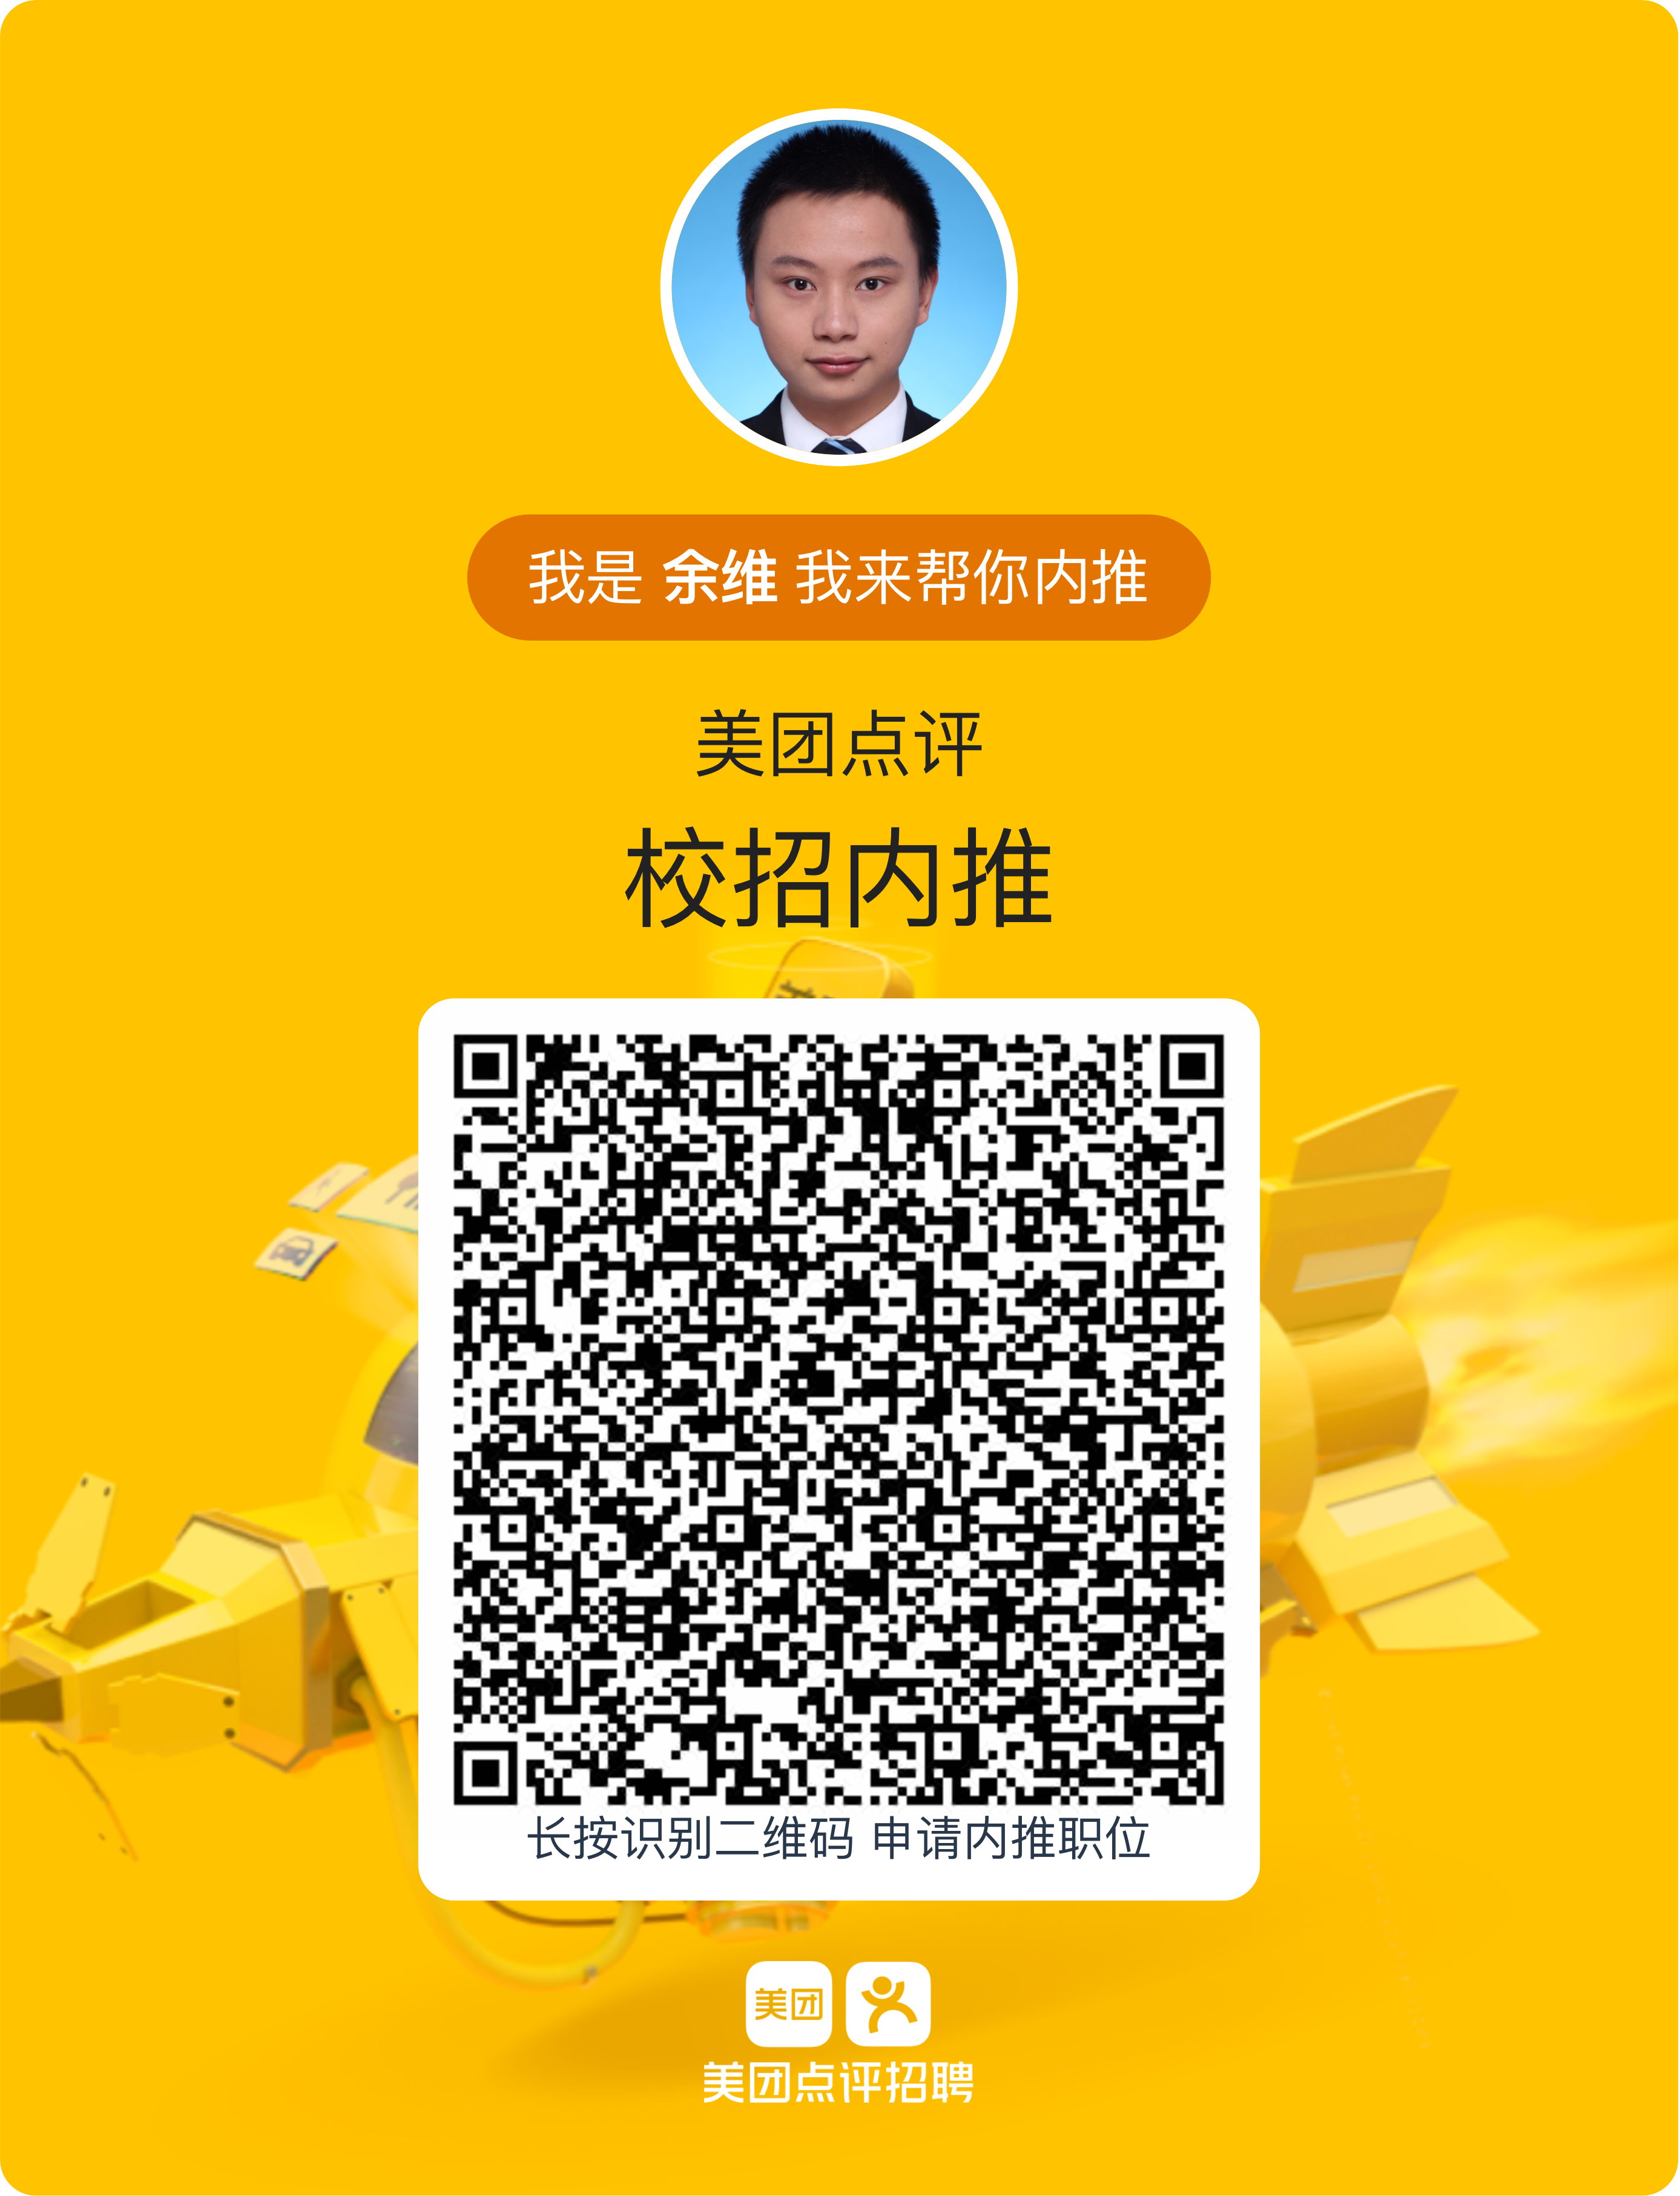 我是 余维 我来帮你内推
美团点评
校招内推
长按识别二维码 申请内推职位
美团
美团点评招聘